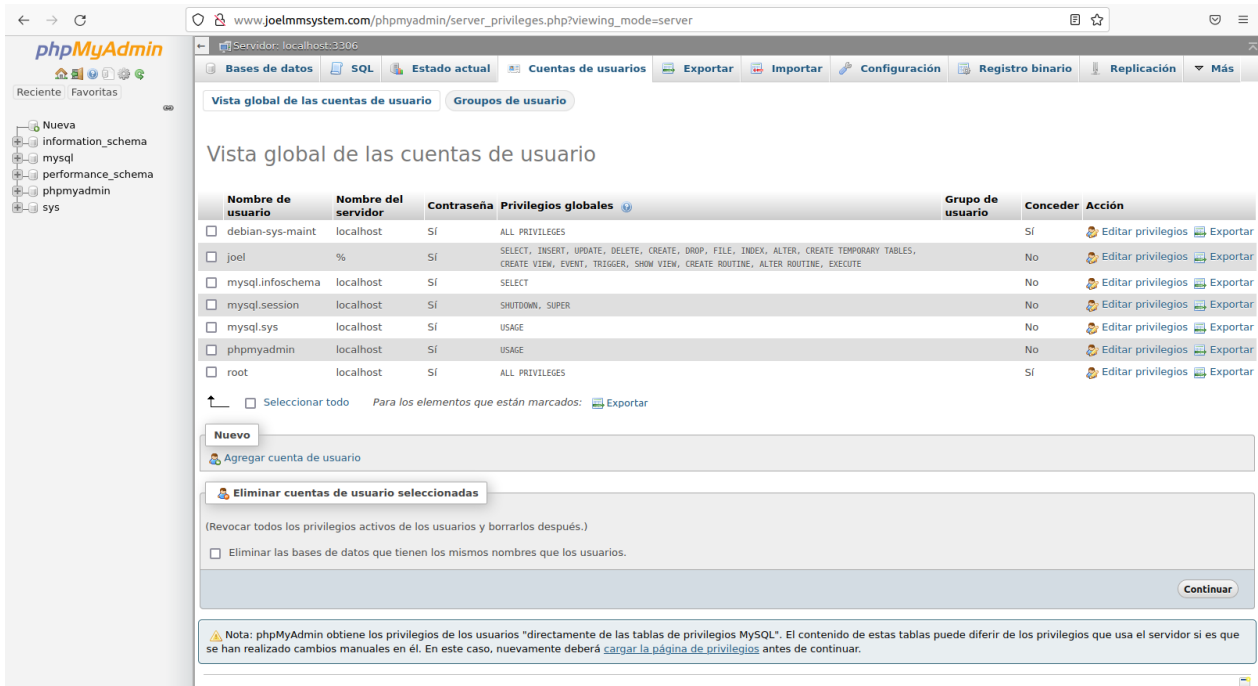 www.joelmmsystem.com/phpmyadmin/server_privileges.php?viewing_mode=server
phpMyAdmin
Reciente Favoritas
Nueva
information_schema
mysql
performance_schema
phpmyadmin
sys
Servidor: localhost:3306
Bases de datos SQL Estado actual Cuentas de usuarios Exportar Importar Configuración Registro binario Replicación Más
Vista global de las cuentas de usuario Groupos de usuario
Vista global de las cuentas de usuario
Nombre de usuario Nombre del servidor Contraseña Privilegios globales Grupo de usuario Conceder Acción
debian-sys-maint localhost Sí ALL PRIVILEGES Sí Editar privilegios Exportar
joel % Sí SELECT, INSERT, UPDATE, DELETE, CREATE, DROP, FILE, INDEX, ALTER, CREATE TEMPORARY TABLES, CREATE VIEW, EVENT, TRIGGER, SHOW VIEW, CREATE ROUTINE, ALTER ROUTINE, EXECUTE No Editar privilegios Exportar
mysql.infoschema localhost Sí SELECT No Editar privilegios Exportar
mysql.session localhost Sí SHUTDOWN, SUPER No Editar privilegios Exportar
mysql.sys localhost Sí USAGE No Editar privilegios Exportar
phpmyadmin localhost Sí USAGE No Editar privilegios Exportar
root localhost Sí ALL PRIVILEGES Sí Editar privilegios Exportar
Seleccionar todo Para los elementos que están marcados: Exportar
Nuevo
Agregar cuenta de usuario
Eliminar cuentas de usuario seleccionadas
(Revocar todos los privilegios activos de los usuarios y borrarlos después.)
Eliminar las bases de datos que tienen los mismos nombres que los usuarios.
Continuar
Nota: phpMyAdmin obtiene los privilegios de los usuarios "directamente de las tablas de privilegios MySQL". El contenido de estas tablas puede diferir de los privilegios que usa el servidor si es que
se han realizado cambios manuales en él. En este caso, nuevamente deberá cargar la página de privilegios antes de continuar.